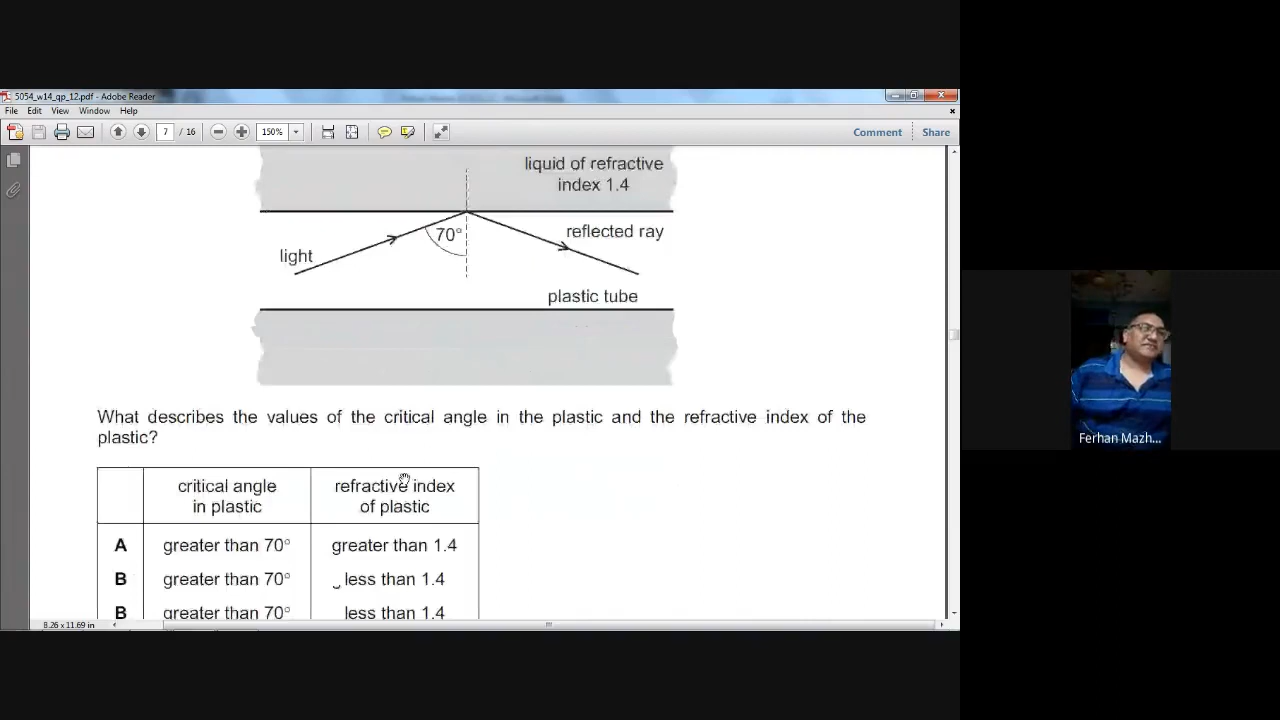 5054_w14_qp_12.pdf - Adobe Reader
File Edit View Window Help
7 / 16 150% Comment Share
liquid of refractive
index 1.4
70°
reflected ray
light
plastic tube
What describes the values of the critical angle in the plastic and the refractive index of the
plastic?
critical angle refractive index
in plastic of plastic
A greater than 70° greater than 1.4
B greater than 70° less than 1.4
B greater than 70° less than 1.4
8.26 x 11.69 in
Ferhan Mazh...